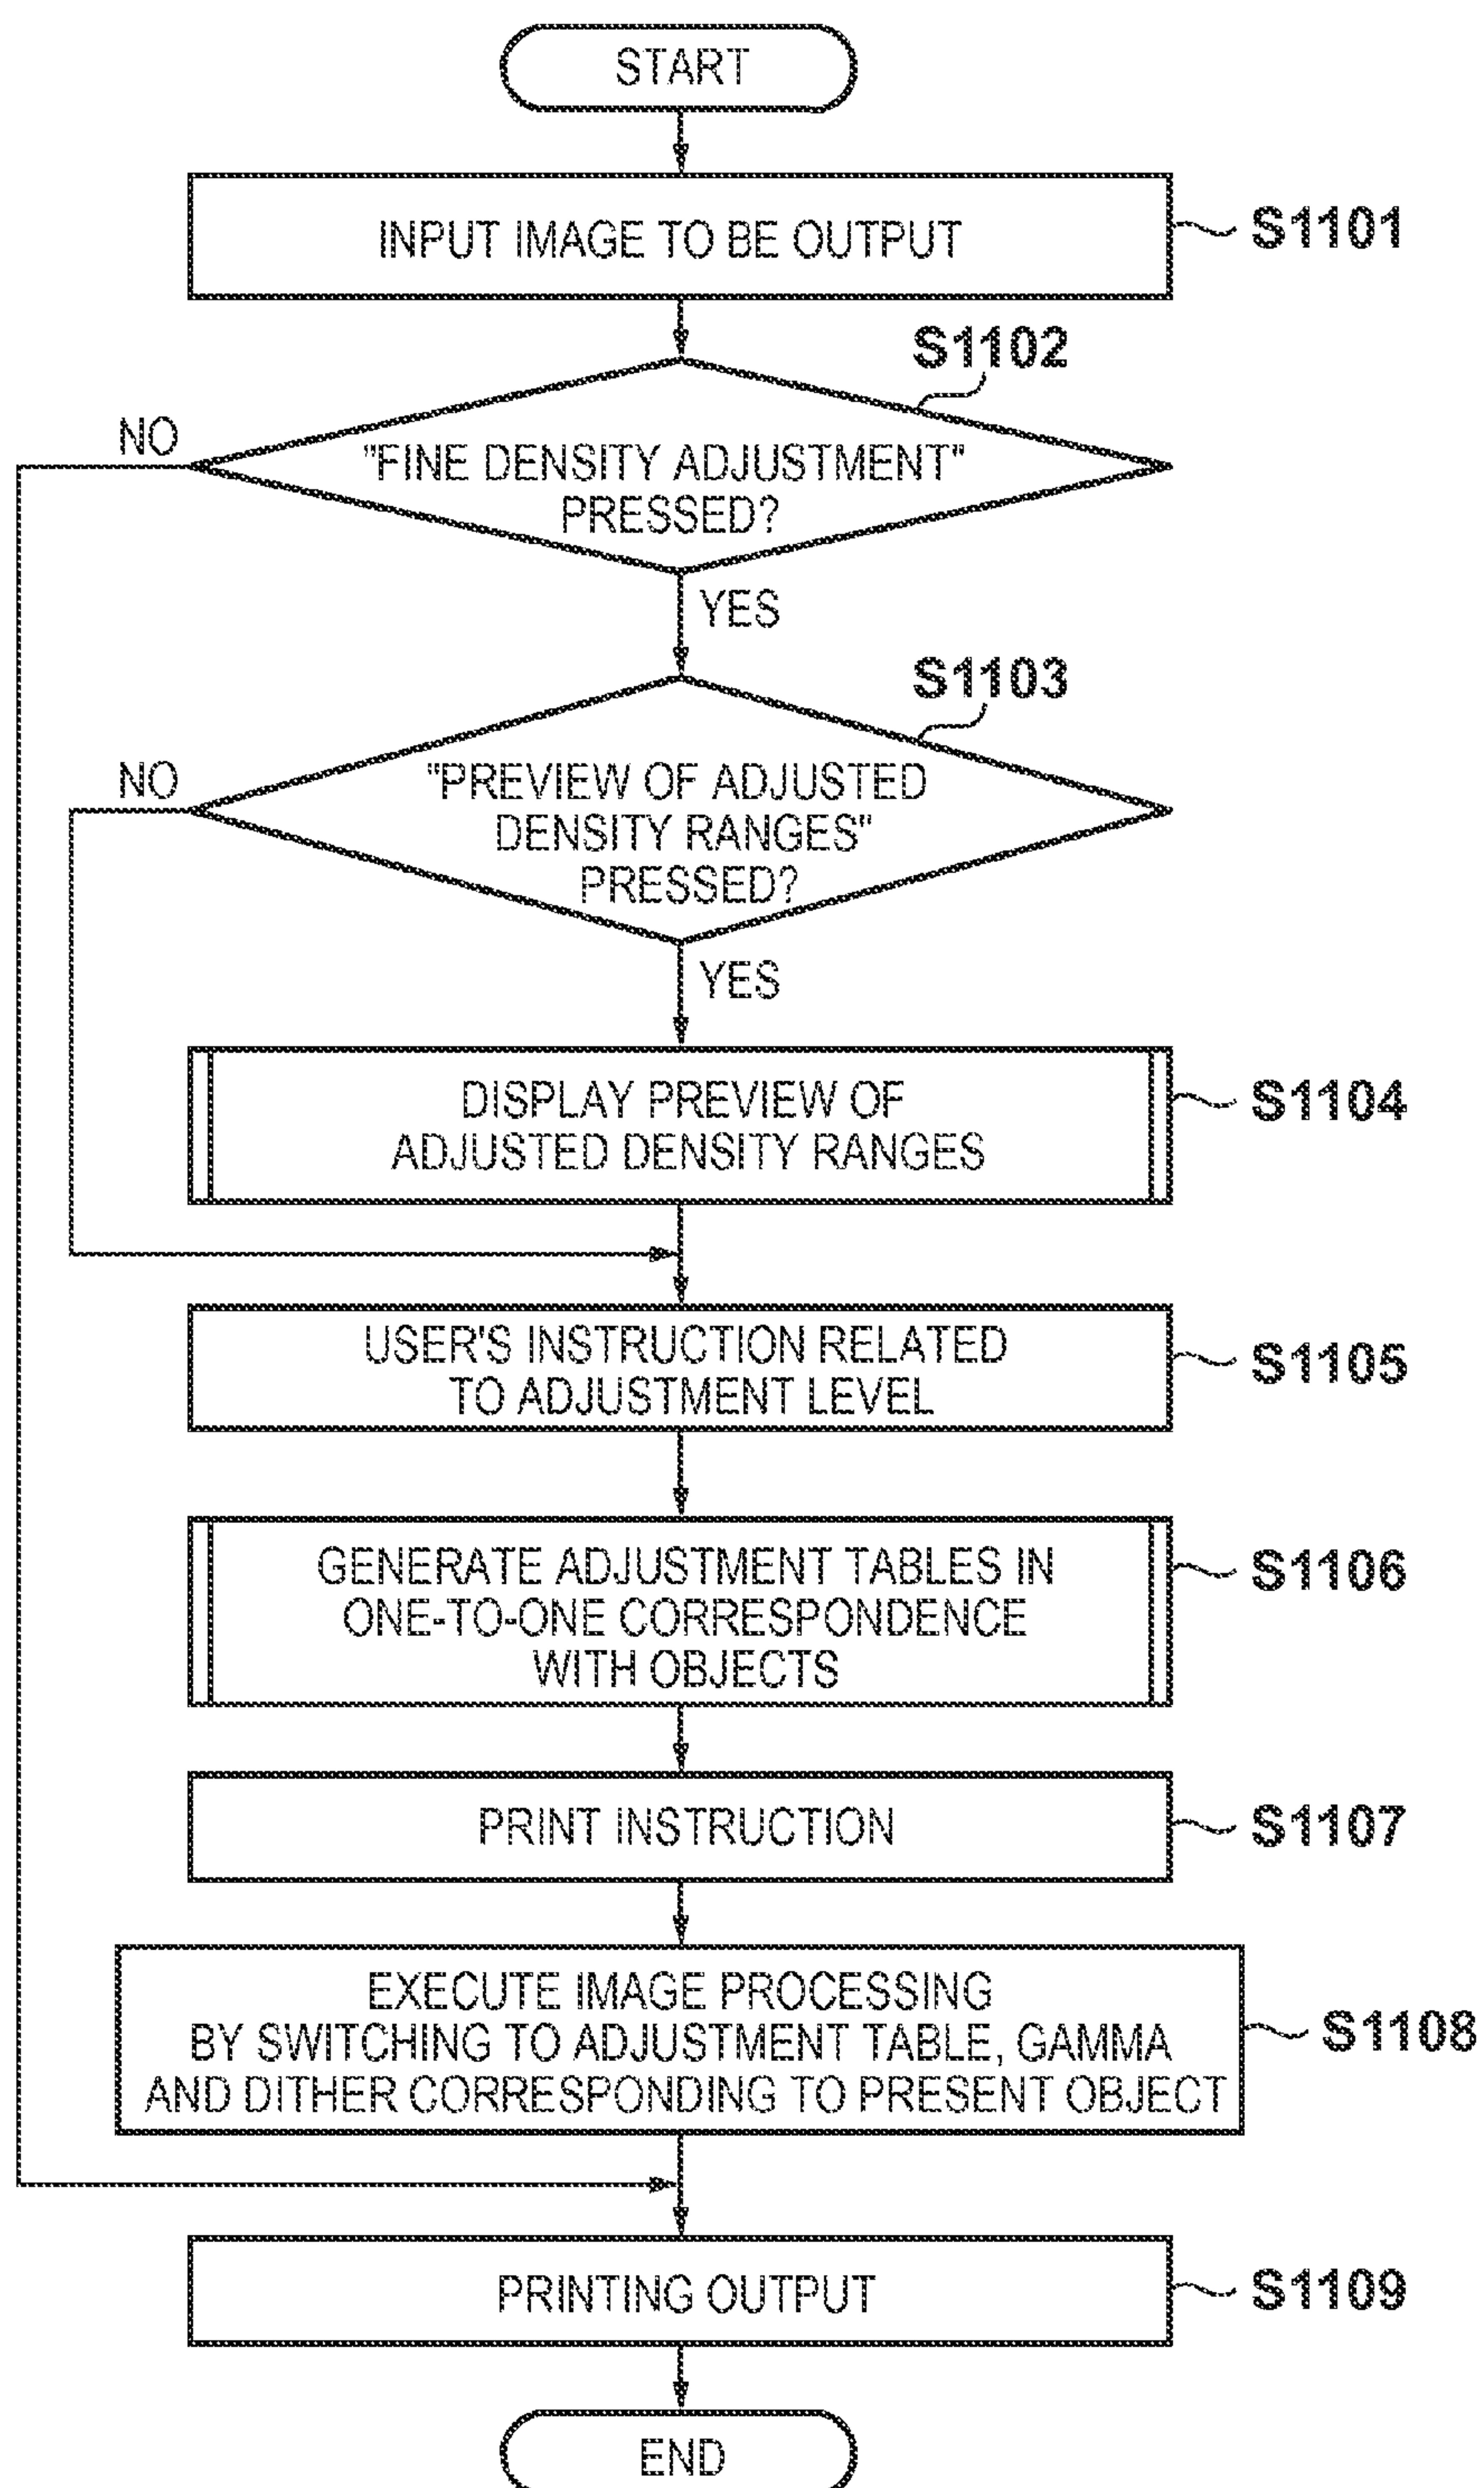 START
INPUT IMAGE TO BE OUTPUT
S1101
S1102
NO
"FINE DENSITY ADJUSTMENT"
PRESSED?
YES
S1103
NO
"PREVIEW OF ADJUSTED
DENSITY RANGES"
PRESSED?
YES
DISPLAY PREVIEW OF
ADJUSTED DENSITY RANGES
S1104
USER'S INSTRUCTION RELATED
TO ADJUSTMENT LEVEL
S1105
GENERATE ADJUSTMENT TABLES IN
ONE-TO-ONE CORRESPONDENCE
WITH OBJECTS
S1106
PRINT INSTRUCTION
S1107
EXECUTE IMAGE PROCESSING
BY SWITCHING TO ADJUSTMENT TABLE, GAMMA
AND DITHER CORRESPONDING TO PRESENT OBJECT
S1108
PRINTING OUTPUT
S1109
END